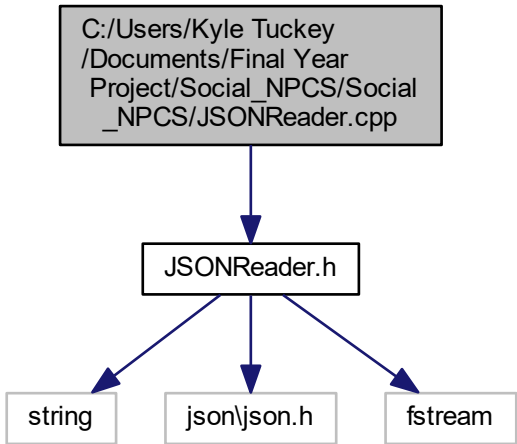 C:/Users/Kyle Tuckey
/Documents/Final Year
Project/Social_NPCS/Social
_NPCS/JSONReader.cpp
JSONReader.h
string
json\json.h
fstream